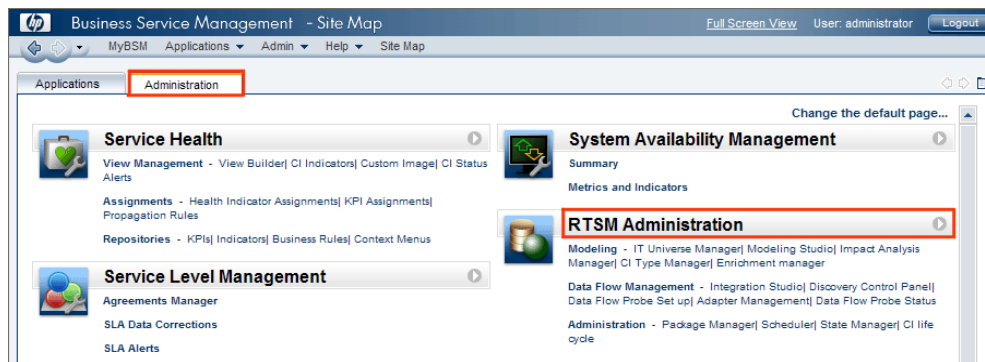 hp Business Service Management - Site Map
Full Screen View User: administrator Logout
MyBSM Applications Admin Help Site Map
Applications Administration
Change the default page...
Service Health
View Management - View Builder| CI Indicators| Custom Image| CI Status
Alerts
Assignments - Health Indicator Assignments| KPI Assignments|
Propagation Rules
Repositories - KPIs| Indicators| Business Rules| Context Menus
Service Level Management
Agreements Manager
SLA Data Corrections
SLA Alerts
System Availability Management
Summary
Metrics and Indicators
RTSM Administration
Modeling - IT Universe Manager| Modeling Studio| Impact Analysis
Manager| CI Type Manager| Enrichment manager
Data Flow Management - Integration Studio| Discovery Control Panel|
Data Flow Probe Set up| Adapter Management| Data Flow Probe Status
Administration - Package Manager| Scheduler| State Manager| CI life
cycle